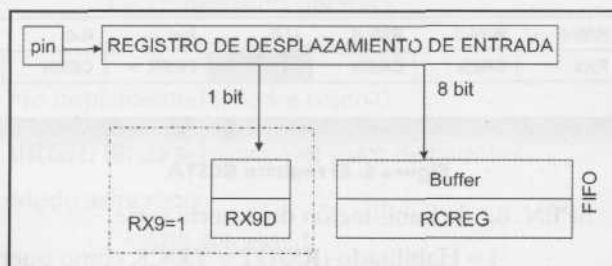 pin
REGISTRO DE DESPLAZAMIENTO DE ENTRADA
1 bit
8 bit
Buffer
RX9=1
RX9D
RCREG
FIFO